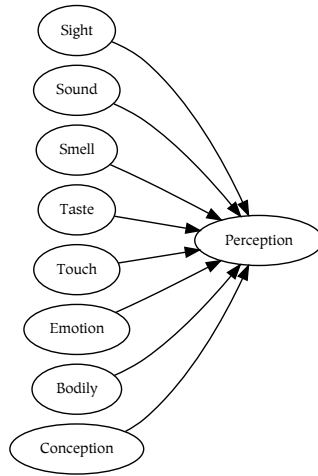 Sight
Sound
Smell
Taste
Perception
Touch
Emotion
Bodily
Conception